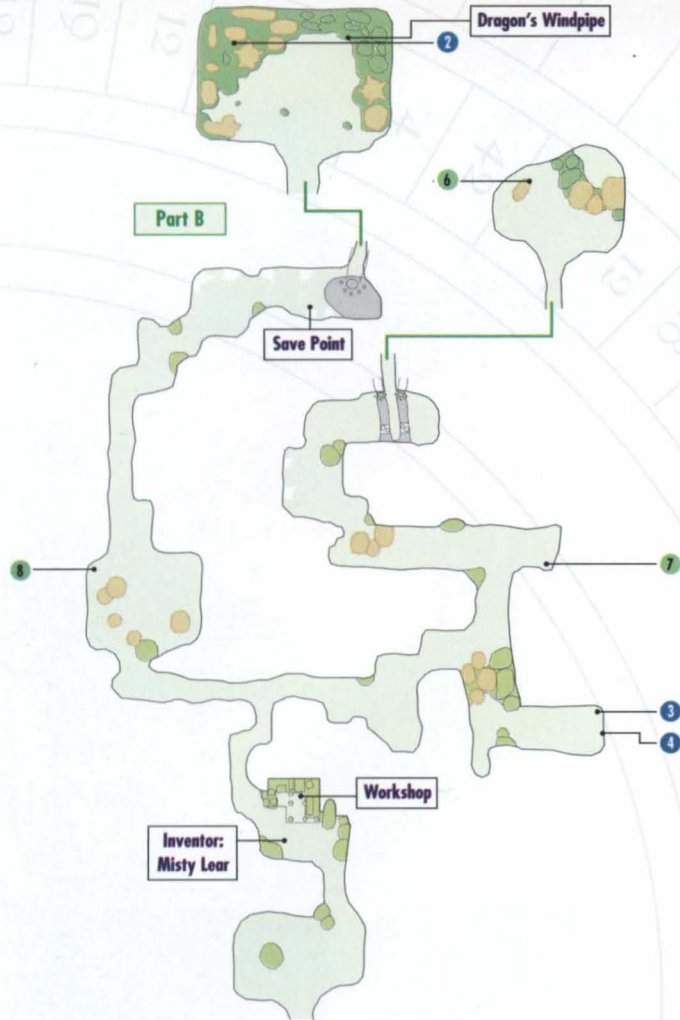 Dragon's Windpipe
2
6
Part B
Save Point
8
7
3
4
Workshop
Inventor:
Misty Lear